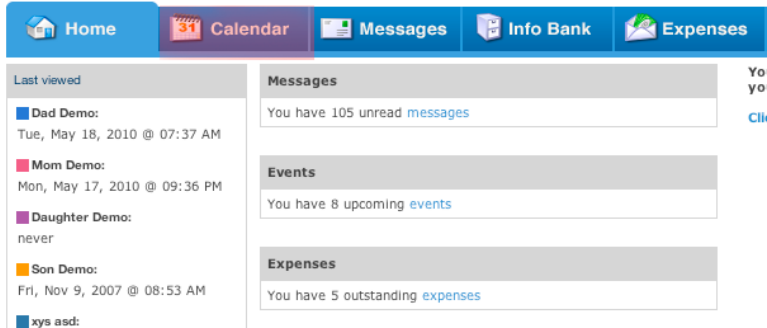 Home
31 Calendar
Messages
Info Bank
Expenses
Last viewed
Dad Demo:
Tue, May 18, 2010 @ 07:37 AM
Mom Demo:
Mon, May 17, 2010 @ 09:36 PM
Daughter Demo:
never
Son Demo:
Fri, Nov 9, 2007 @ 08:53 AM
xys asd:
Messages
You have 105 unread messages
Events
You have 8 upcoming events
Expenses
You have 5 outstanding expenses